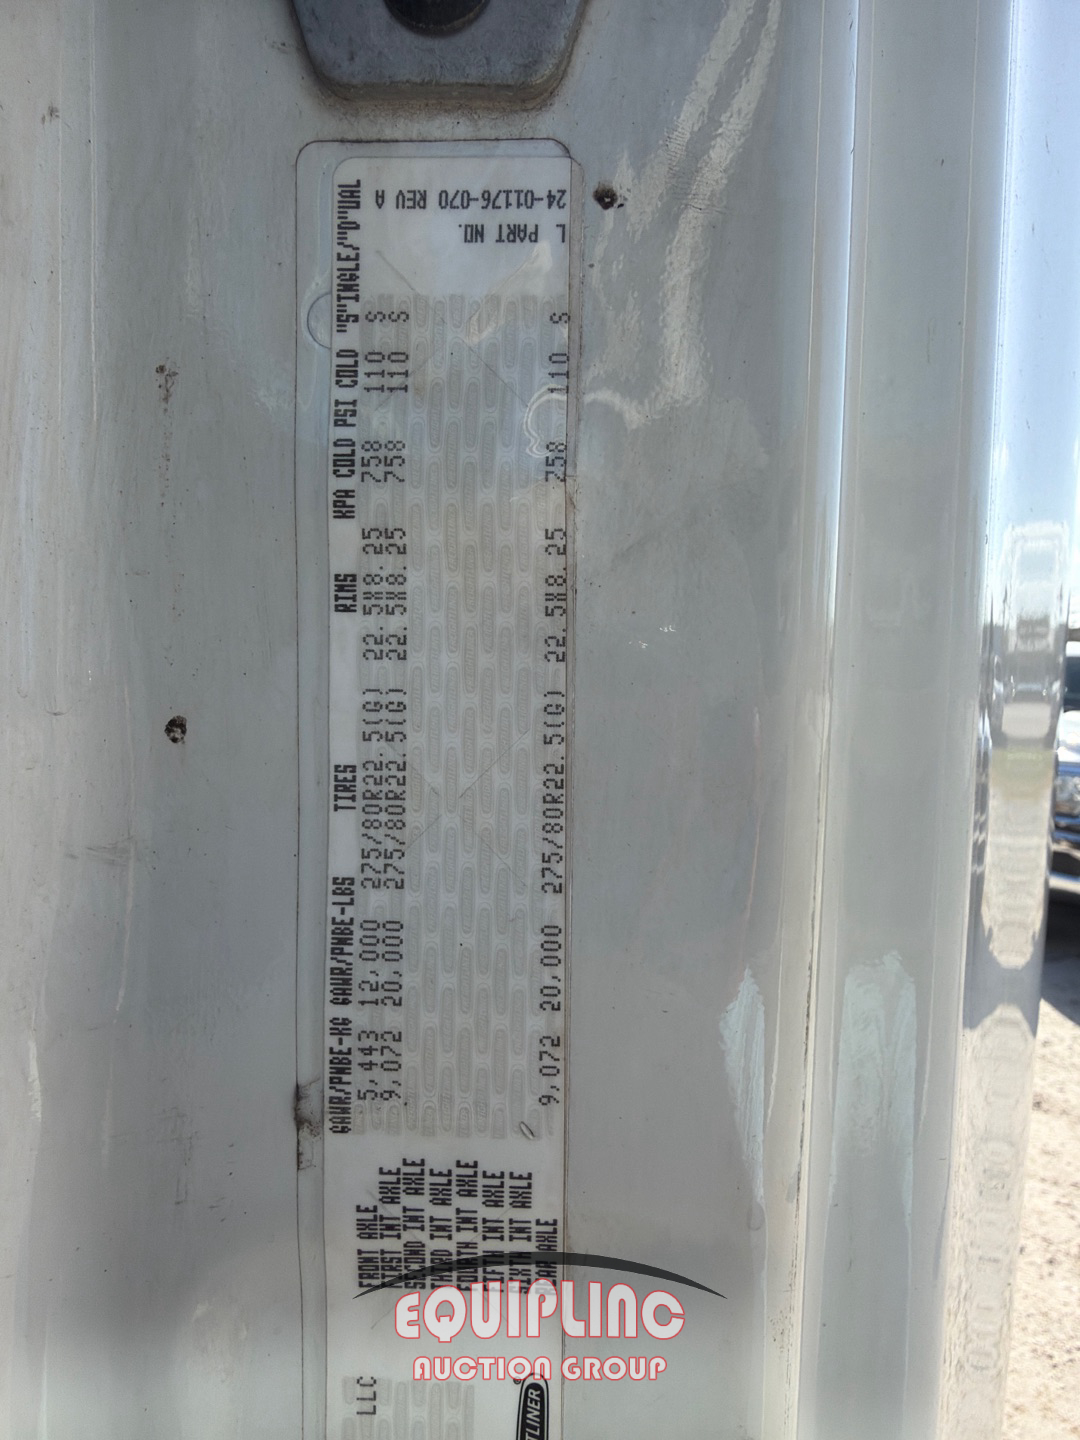 GAWR/PNBE-KG GAWR/PNBE-LBS TIRES RIMS KPA COLD PSI COLD "S"INGLE/"D"UAL
FRONT AXLE 5,443 12,000 275/80R22.5(G) 22.5X8.25 758 110 S
FIRST INT AXLE 9,072 20,000 275/80R22.5(G) 22.5X8.25 758 110 S
SECOND INT AXLE
THIRD INT AXLE
FOURTH INT AXLE
FIFTH INT AXLE
SIXTH INT AXLE
REAR AXLE 9,072 20,000 275/80R22.5(G) 22.5X8.25 758 110 S
LLC
L PART NO.
24-01176-070 REV A
TLINER
EQUIPLINC
AUCTION GROUP